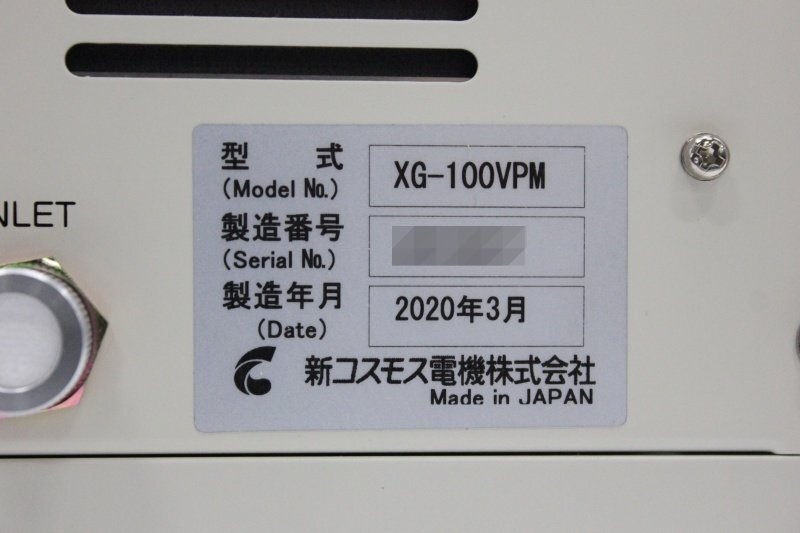 NLET
型 式 XG-100VPM
(Model No.)
製造番号
(Serial No.)
製造年月 2020年3月
(Date)
新コスモス電機株式会社
Made in JAPAN